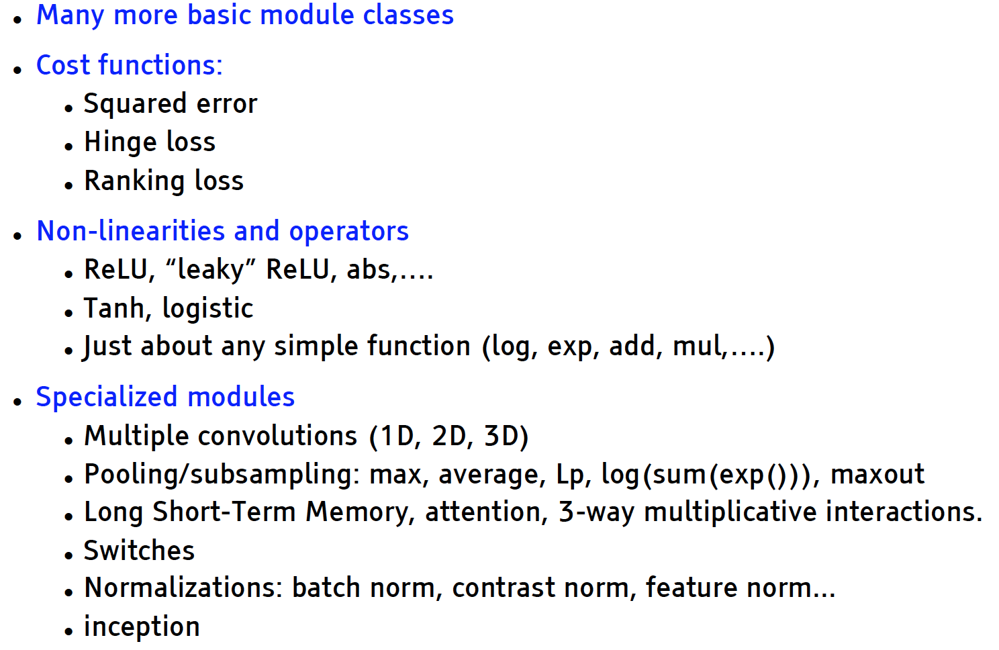 • Many more basic module classes
• Cost functions:
• Squared error
• Hinge loss
• Ranking loss
• Non-linearities and operators
• ReLU, “leaky” ReLU, abs,....
• Tanh, logistic
• Just about any simple function (log, exp, add, mul,....)
• Specialized modules
• Multiple convolutions (1D, 2D, 3D)
• Pooling/subsampling: max, average, Lp, log(sum(exp())), maxout
• Long Short-Term Memory, attention, 3-way multiplicative interactions.
• Switches
• Normalizations: batch norm, contrast norm, feature norm...
• inception